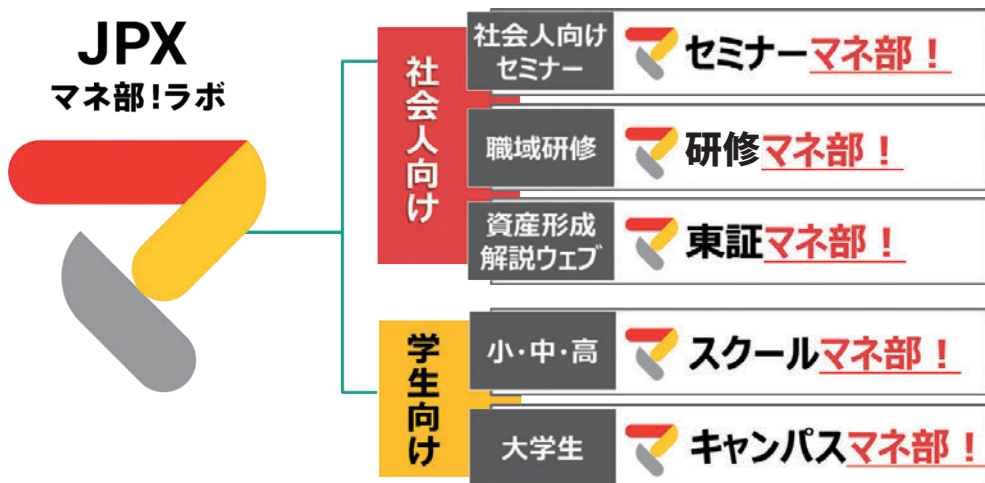 JPX
マネ部!ラボ
社会人向け
社会人向け
セミナー
セミナーマネ部！
職域研修
研修マネ部！
資産形成
解説ウェブ
東証マネ部！
学生向け
小・中・高
スクールマネ部！
大学生
キャンパスマネ部！